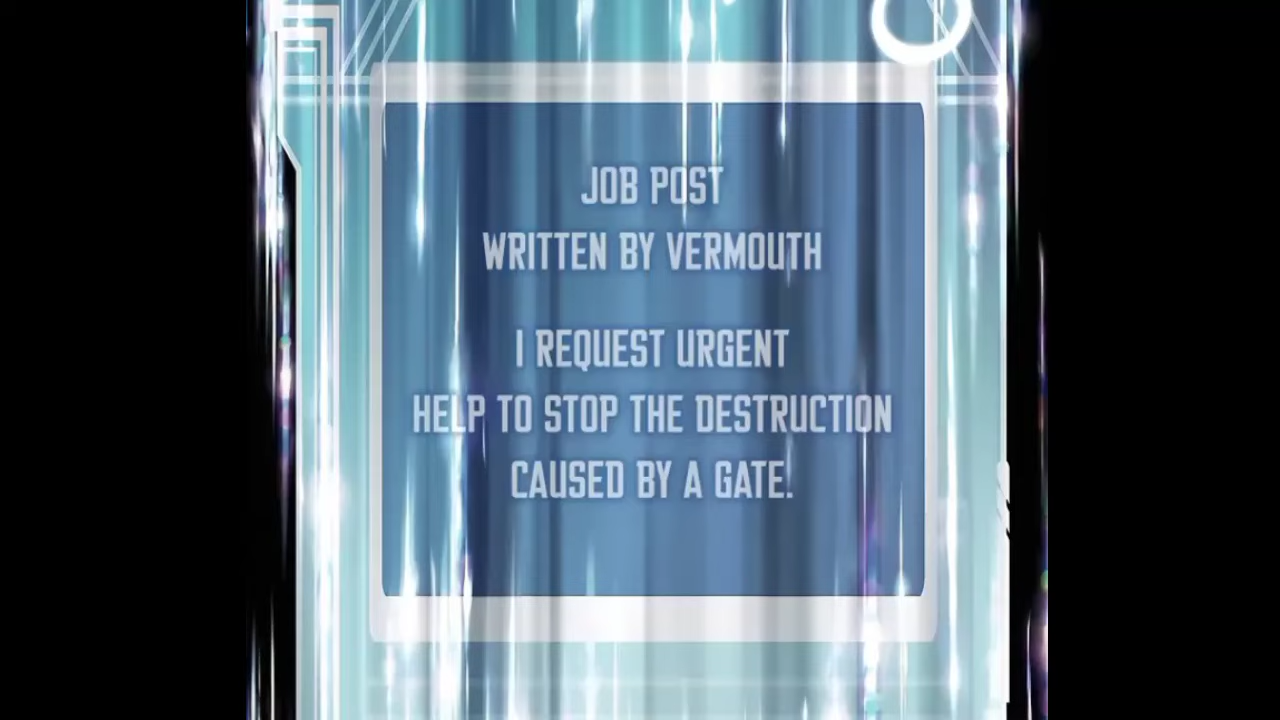 JOB POST
WRITTEN BY VERMOUTH
I REQUEST URGENT
HELP TO STOP THE DESTRUCTION
CAUSED BY A GATE.